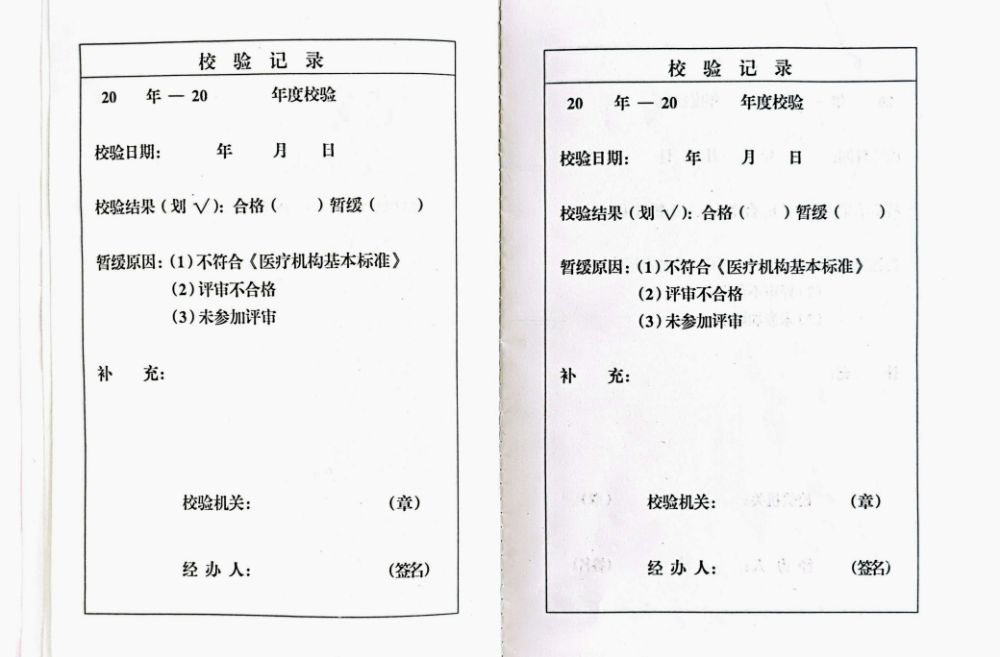 校 验 记 录
20 年 — 20 年度校验
校验日期: 年 月 日
校验结果(划 √): 合格( )暂缓( )
暂缓原因: (1)不符合《医疗机构基本标准》
(2)评审不合格
(3)未参加评审
补 充:
校验机关: (章)
经 办 人: (签名)
校 验 记 录
20 年 — 20 年度校验
校验日期: 年 月 日
校验结果(划 √): 合格( )暂缓( )
暂缓原因: (1)不符合《医疗机构基本标准》
(2)评审不合格
(3)未参加评审
补 充:
校验机关: (章)
经 办 人: (签名)